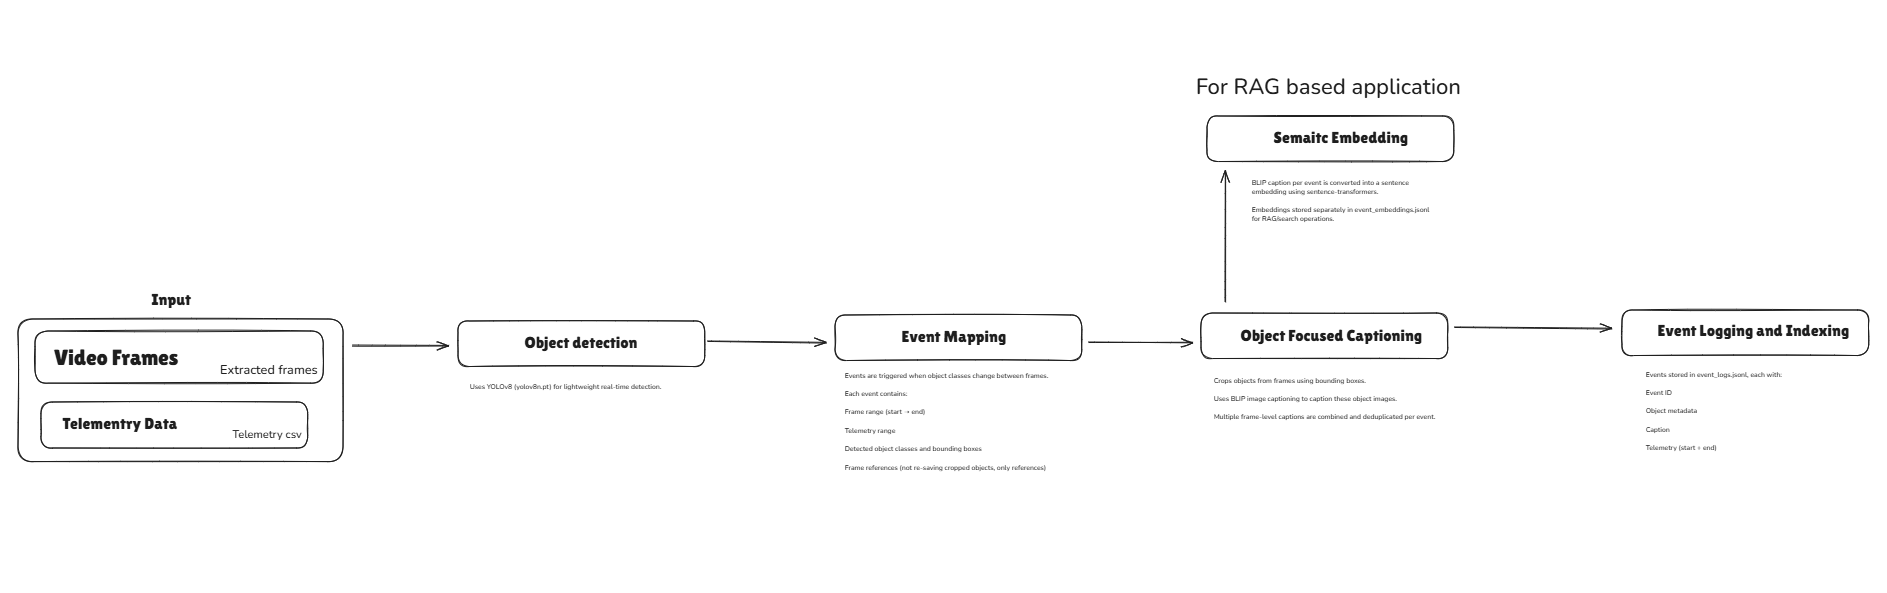 For RAG based application
Semaitc Embedding
BLIP caption per event is converted into a sentence
embedding using sentence-transformers.
Embeddings stored separately in event_embeddings.jsonl
for RAG/search operations.
Input
Video Frames
Extracted frames
Telementry Data
Telemetry csv
Object detection
Uses YOLOv8 (yolov8n.pt) for lightweight real-time detection.
Event Mapping
Events are triggered when object classes change between frames.
Each event contains:
Frame range (start → end)
Telemetry range
Detected object classes and bounding boxes
Frame references (not re-saving cropped objects, only references)
Object Focused Captioning
Crops objects from frames using bounding boxes.
Uses BLIP image captioning to caption these object images.
Multiple frame-level captions are combined and deduplicated per event.
Event Logging and Indexing
Events stored in event_logs.jsonl, each with:
Event ID
Object metadata
Caption
Telemetry (start + end)